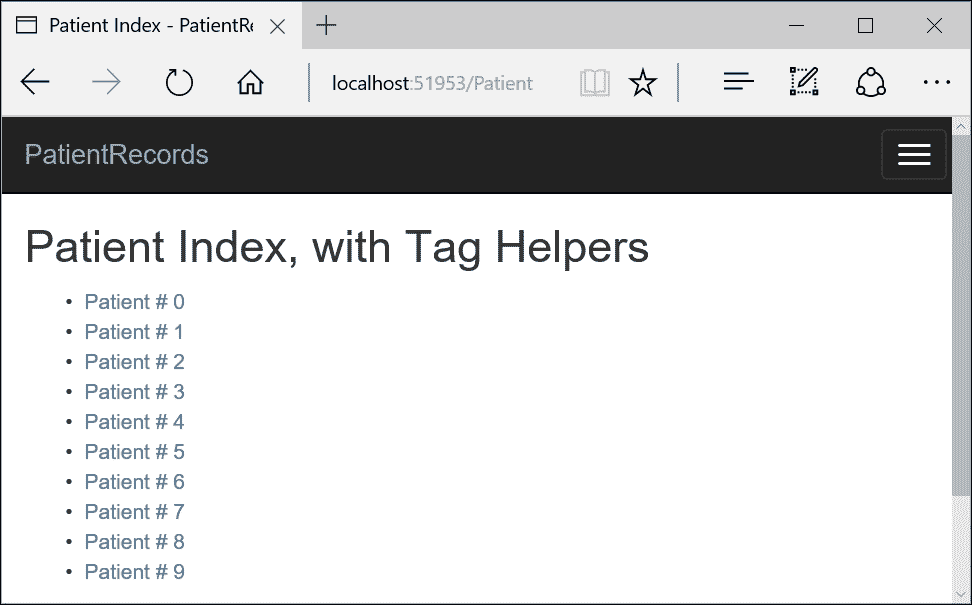 Patient Index - PatientRe
localhost:51953/Patient
PatientRecords
Patient Index, with Tag Helpers
• Patient # 0
• Patient # 1
• Patient # 2
• Patient # 3
• Patient # 4
• Patient # 5
• Patient # 6
• Patient # 7
• Patient # 8
• Patient # 9